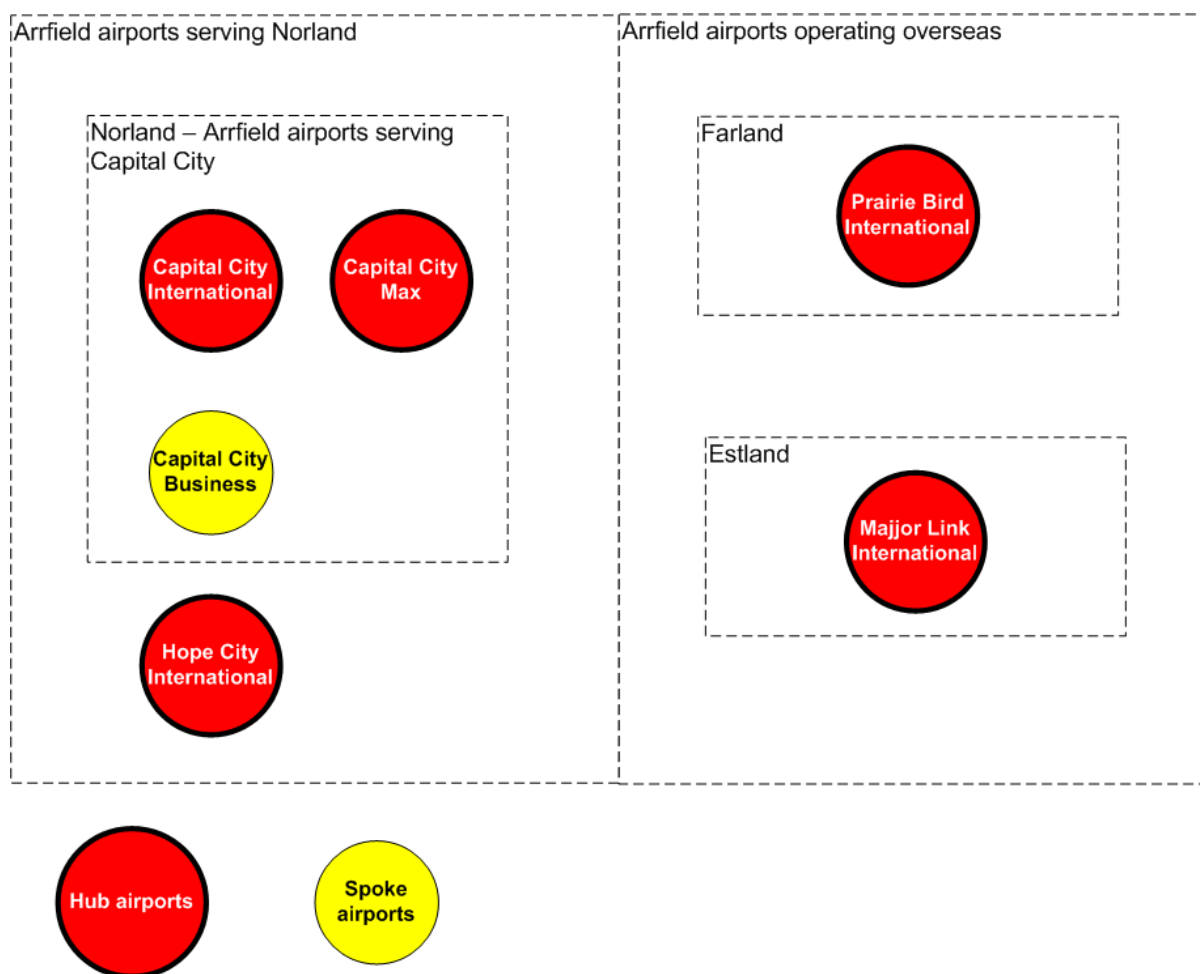 Arrfield airports serving Norland
Arrfield airports operating overseas
Norland – Arrfield airports serving
Capital City
Capital City
International
Capital City
Max
Capital City
Business
Hope City
International
Farland
Prairie Bird
International
Estland
Majjor Link
International
Hub airports
Spoke
airports